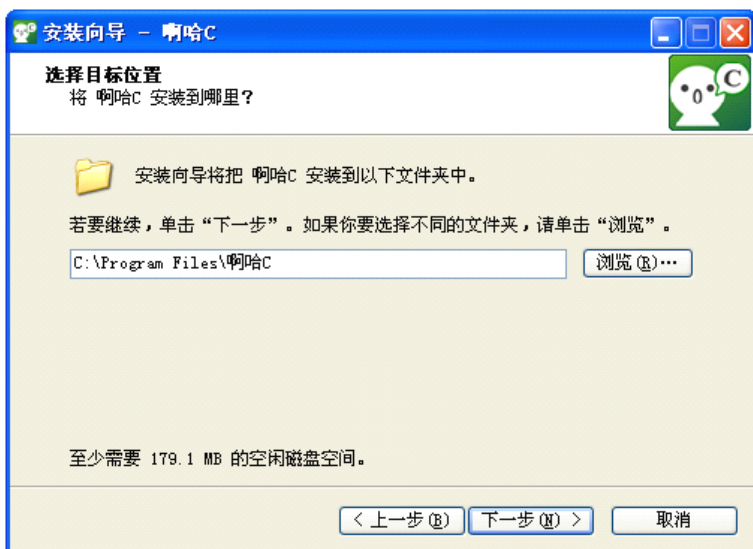 安装向导 - 啊哈C
选择目标位置
将 啊哈C 安装到哪里？
C
安装向导将把 啊哈C 安装到以下文件夹中。
若要继续，单击“下一步”。如果你要选择不同的文件夹，请单击“浏览”。
C:\Program Files\啊哈C
浏览(R)…
至少需要 179.1 MB 的空闲磁盘空间。
< 上一步(B) 下一步(N) > 取消